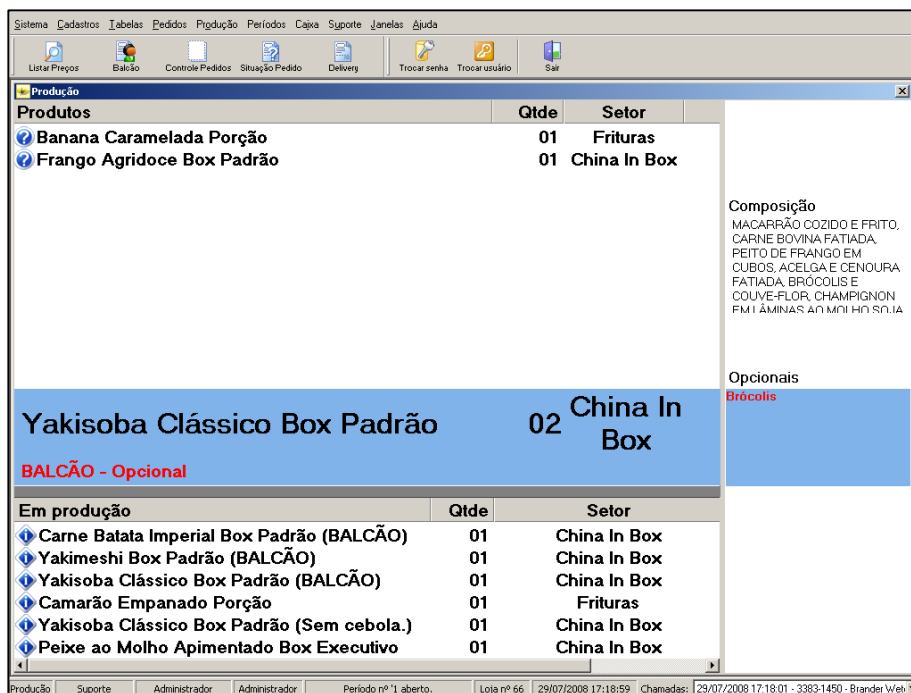 Sistema Cadastros Tabelas Pedidos Produção Períodos Caixa Suporte Janelas Ajuda
Listar Preços Balcão Controle Pedidos Situação Pedido Delivery Trocar senha Trocar usuário Sair
Produção
Produtos Qtde Setor
Banana Caramelada Porção 01 Frituras
Frango Agridoce Box Padrão 01 China In Box
Composição
MACARRÃO COZIDO E FRITO,
CARNE BOVINA FATIADA,
PEITO DE FRANGO EM
CUBOS, ACELGA E CENOURA
FATIADA, BRÓCOLIS E
COUVE-FLOR, CHAMPIGNON
EM LÂMINAS AO MOLHO SOJA
Opcionais
Brócolis
Yakisoba Clássico Box Padrão 02 China In
Box
BALCÃO - Opcional
Em produção Qtde Setor
Carne Batata Imperial Box Padrão (BALCÃO) 01 China In Box
Yakimeshi Box Padrão (BALCÃO) 01 China In Box
Yakisoba Clássico Box Padrão (BALCÃO) 01 China In Box
Camarão Empanado Porção 01 Frituras
Yakisoba Clássico Box Padrão (Sem cebola.) 01 China In Box
Peixe ao Molho Apimentado Box Executivo 01 China In Box
Produção Suporte Administrador Administrador Período nº '1 aberto. Loja nº 66 29/07/2008 17:18:59 Chamadas: 29/07/2008 17:18:01 - 3383-1450 - Brander